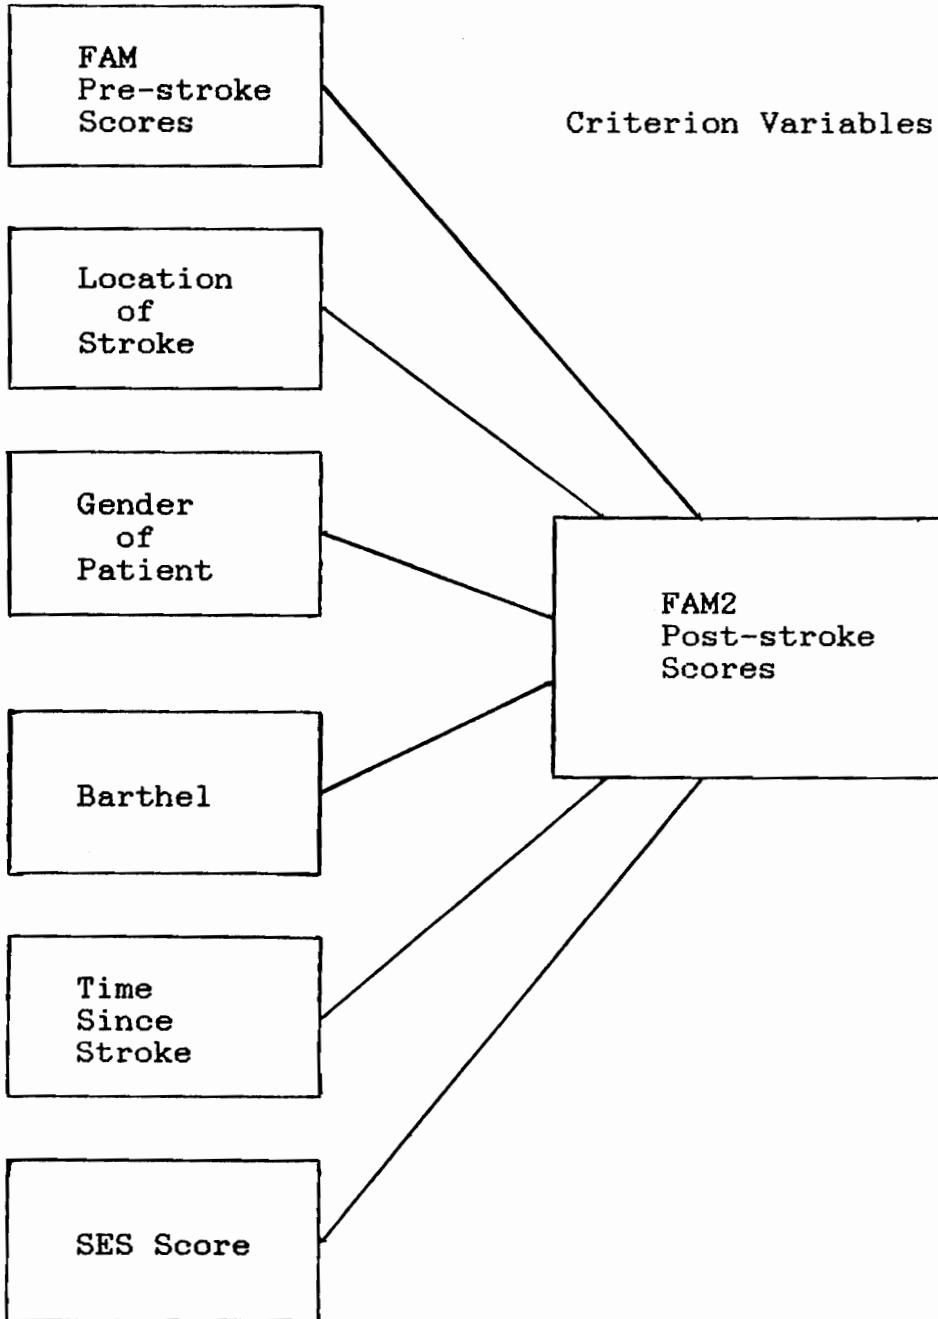 FAM
Pre-stroke
Scores
Criterion Variables
Location
of
Stroke
Gender
of
Patient
FAM2
Post-stroke
Scores
Barthel
Time
Since
Stroke
SES Score